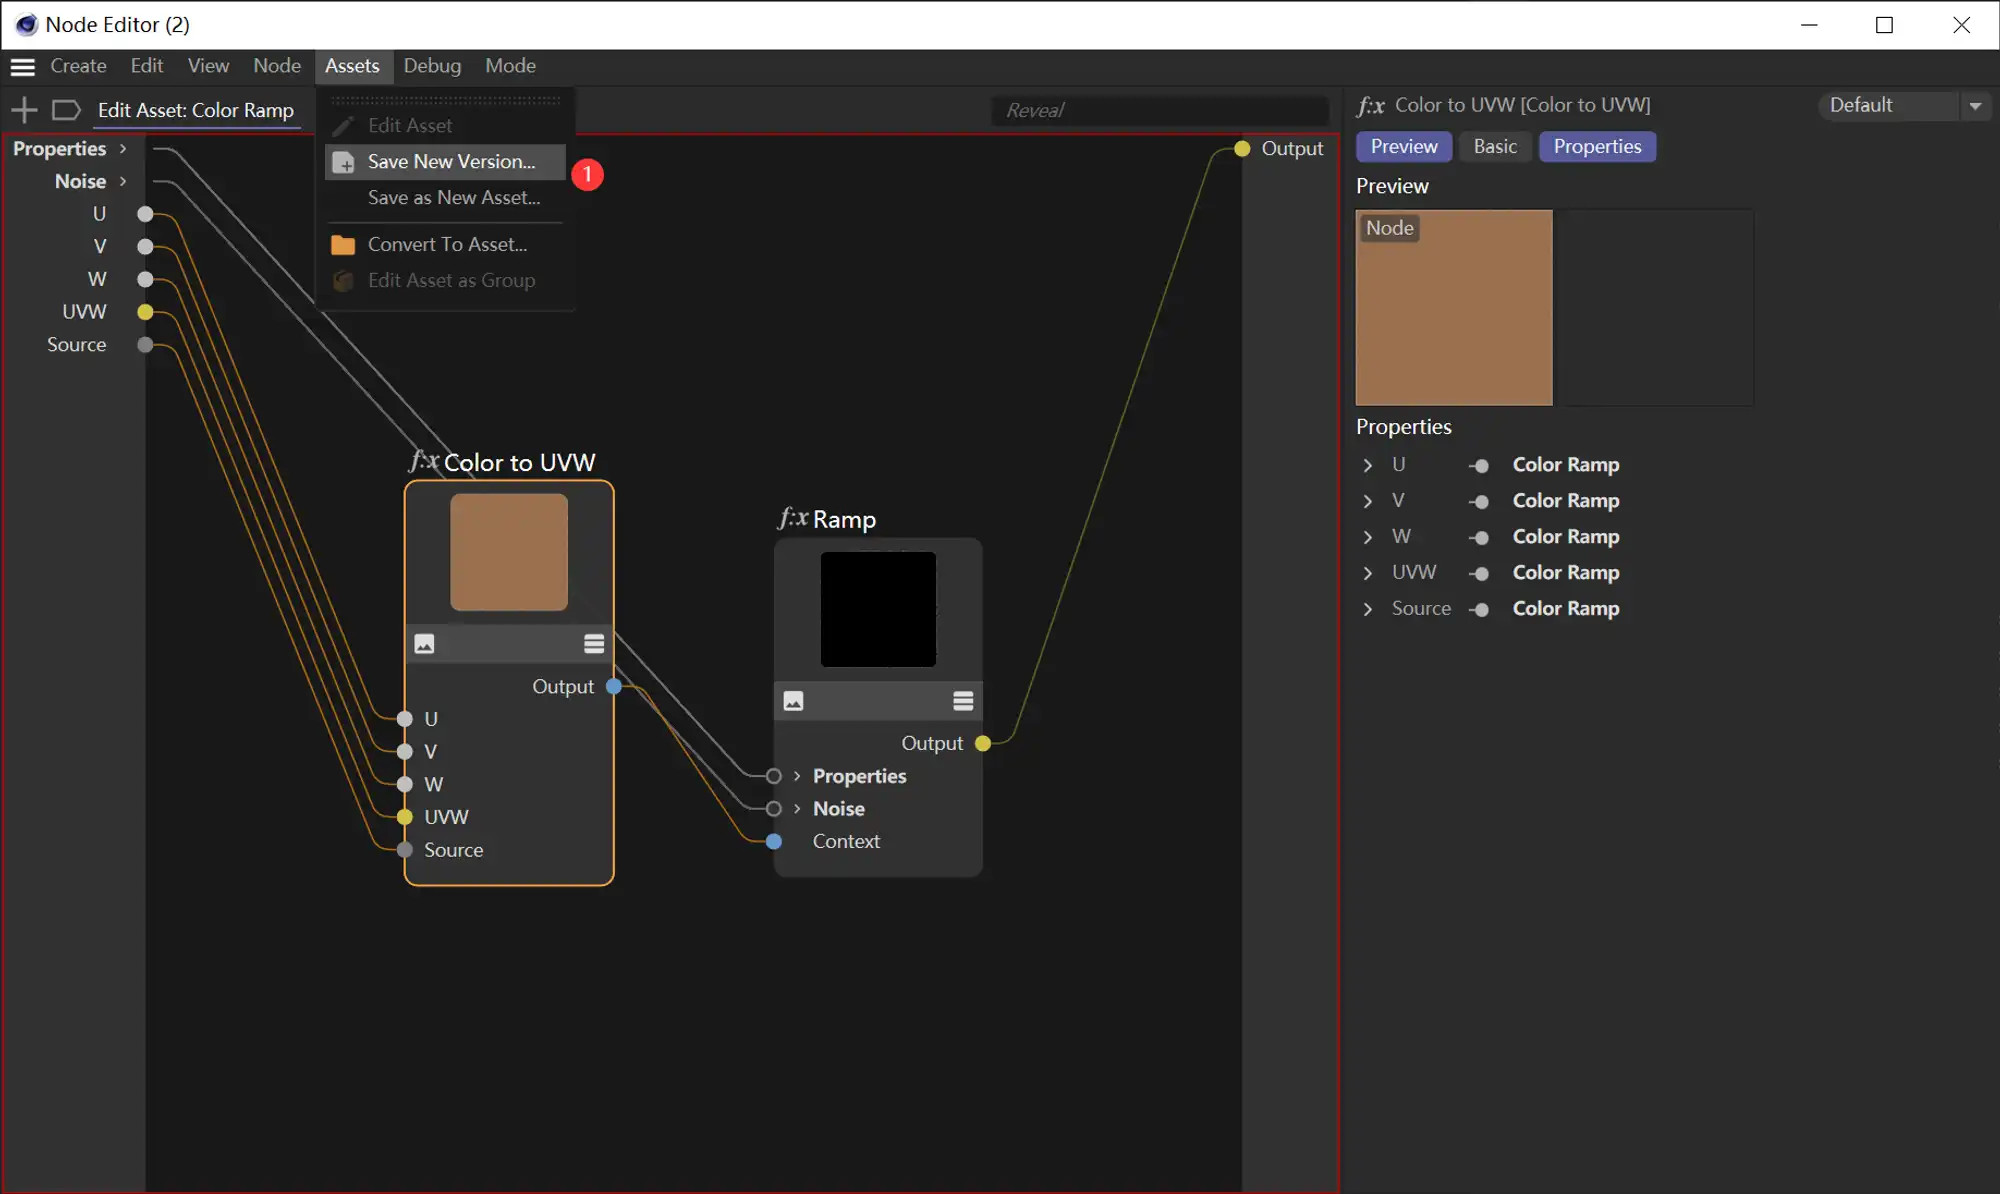 Node Editor (2)
Create Edit View Node Assets Debug Mode
Edit Asset: Color Ramp
Reveal
Edit Asset
Save New Version...
1
Save as New Asset...
Convert To Asset...
Edit Asset as Group
Properties
Noise
U
V
W
UVW
Source
Output
f:x Color to UVW
Output
U
V
W
UVW
Source
f:x Ramp
Output
Properties
Noise
Context
f:x Color to UVW [Color to UVW]
Default
Preview Basic Properties
Preview
Node
Properties
U Color Ramp
V Color Ramp
W Color Ramp
UVW Color Ramp
Source Color Ramp